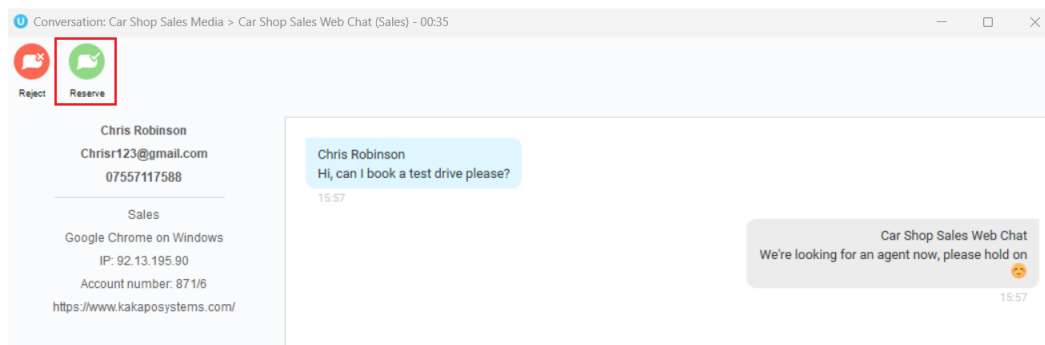 Conversation: Car Shop Sales Media > Car Shop Sales Web Chat (Sales) - 00:35
Reject
Reserve
Chris Robinson
Chrisr123@gmail.com
07557117588
Sales
Google Chrome on Windows
IP: 92.13.195.90
Account number: 871/6
https://www.kakaposystems.com/
Chris Robinson
Hi, can I book a test drive please?
15:57
Car Shop Sales Web Chat
We're looking for an agent now, please hold on
15:57